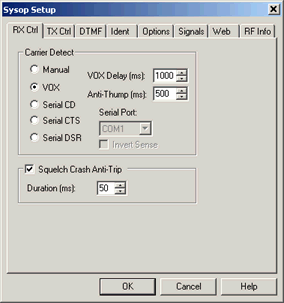 Sysop Setup
RX Ctrl TX Ctrl DTMF Ident Options Signals Web RF Info
Carrier Detect
Manual
VOX
Serial CD
Serial CTS
Serial DSR
VOX Delay (ms): 1000
Anti-Thump (ms): 500
Serial Port:
COM1
Invert Sense
Squelch Crash Anti-Trip
Duration (ms): 50
OK Cancel Help